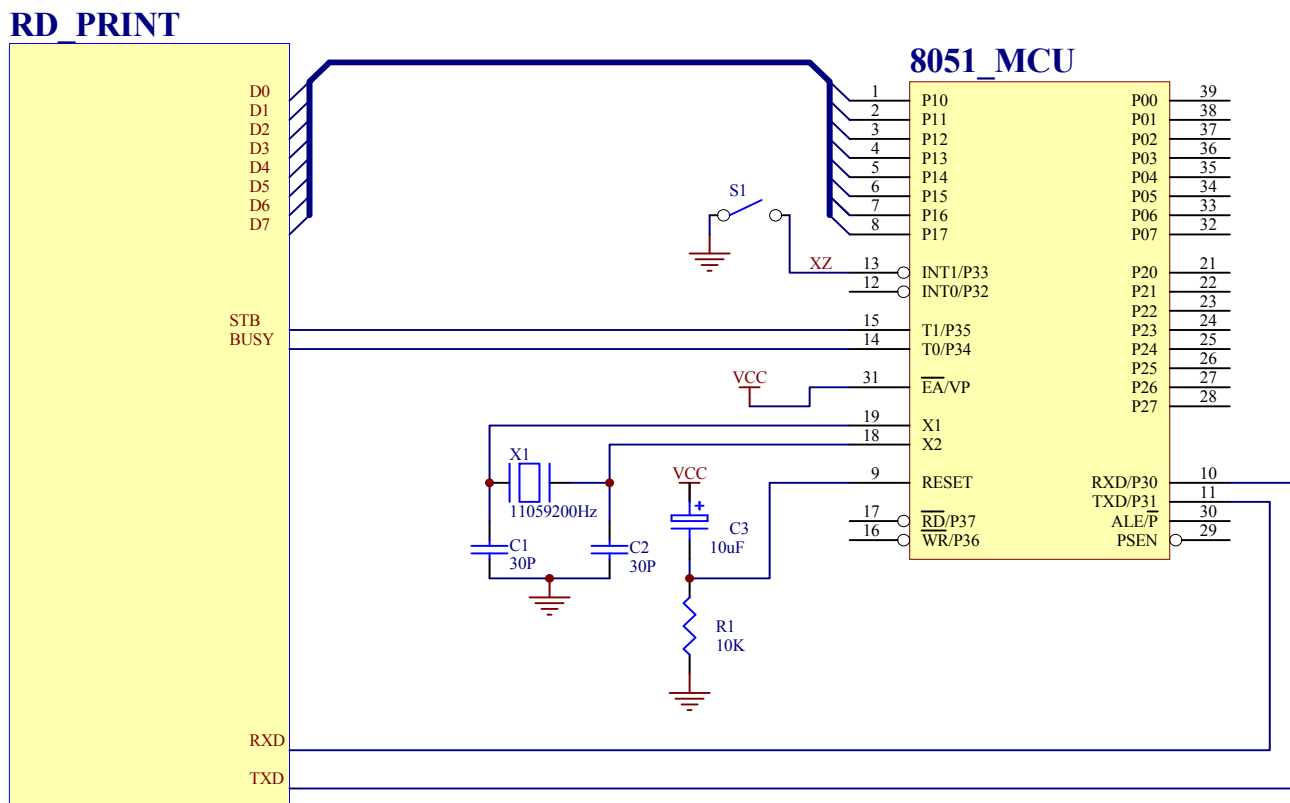 RD_PRINT
D0
D1
D2
D3
D4
D5
D6
D7
STB
BUSY
RXD
TXD
8051_MCU
1 P10 P00 39
2 P11 P01 38
3 P12 P02 37
4 P13 P03 36
5 P14 P04 35
6 P15 P05 34
7 P16 P06 33
8 P17 P07 32
S1
XZ
13 INT1/P33 P20 21
12 INT0/P32 P21 22
P22 23
15 T1/P35 P23 24
14 T0/P34 P24 25
P25 26
VCC
31 EA/VP P26 27
P27 28
19 X1
18 X2
X1
11059200Hz
C1
30P
C2
30P
VCC
+
C3
10uF
R1
10K
9 RESET RXD/P30 10
TXD/P31 11
17 RD/P37 ALE/P 30
16 WR/P36 PSEN 29